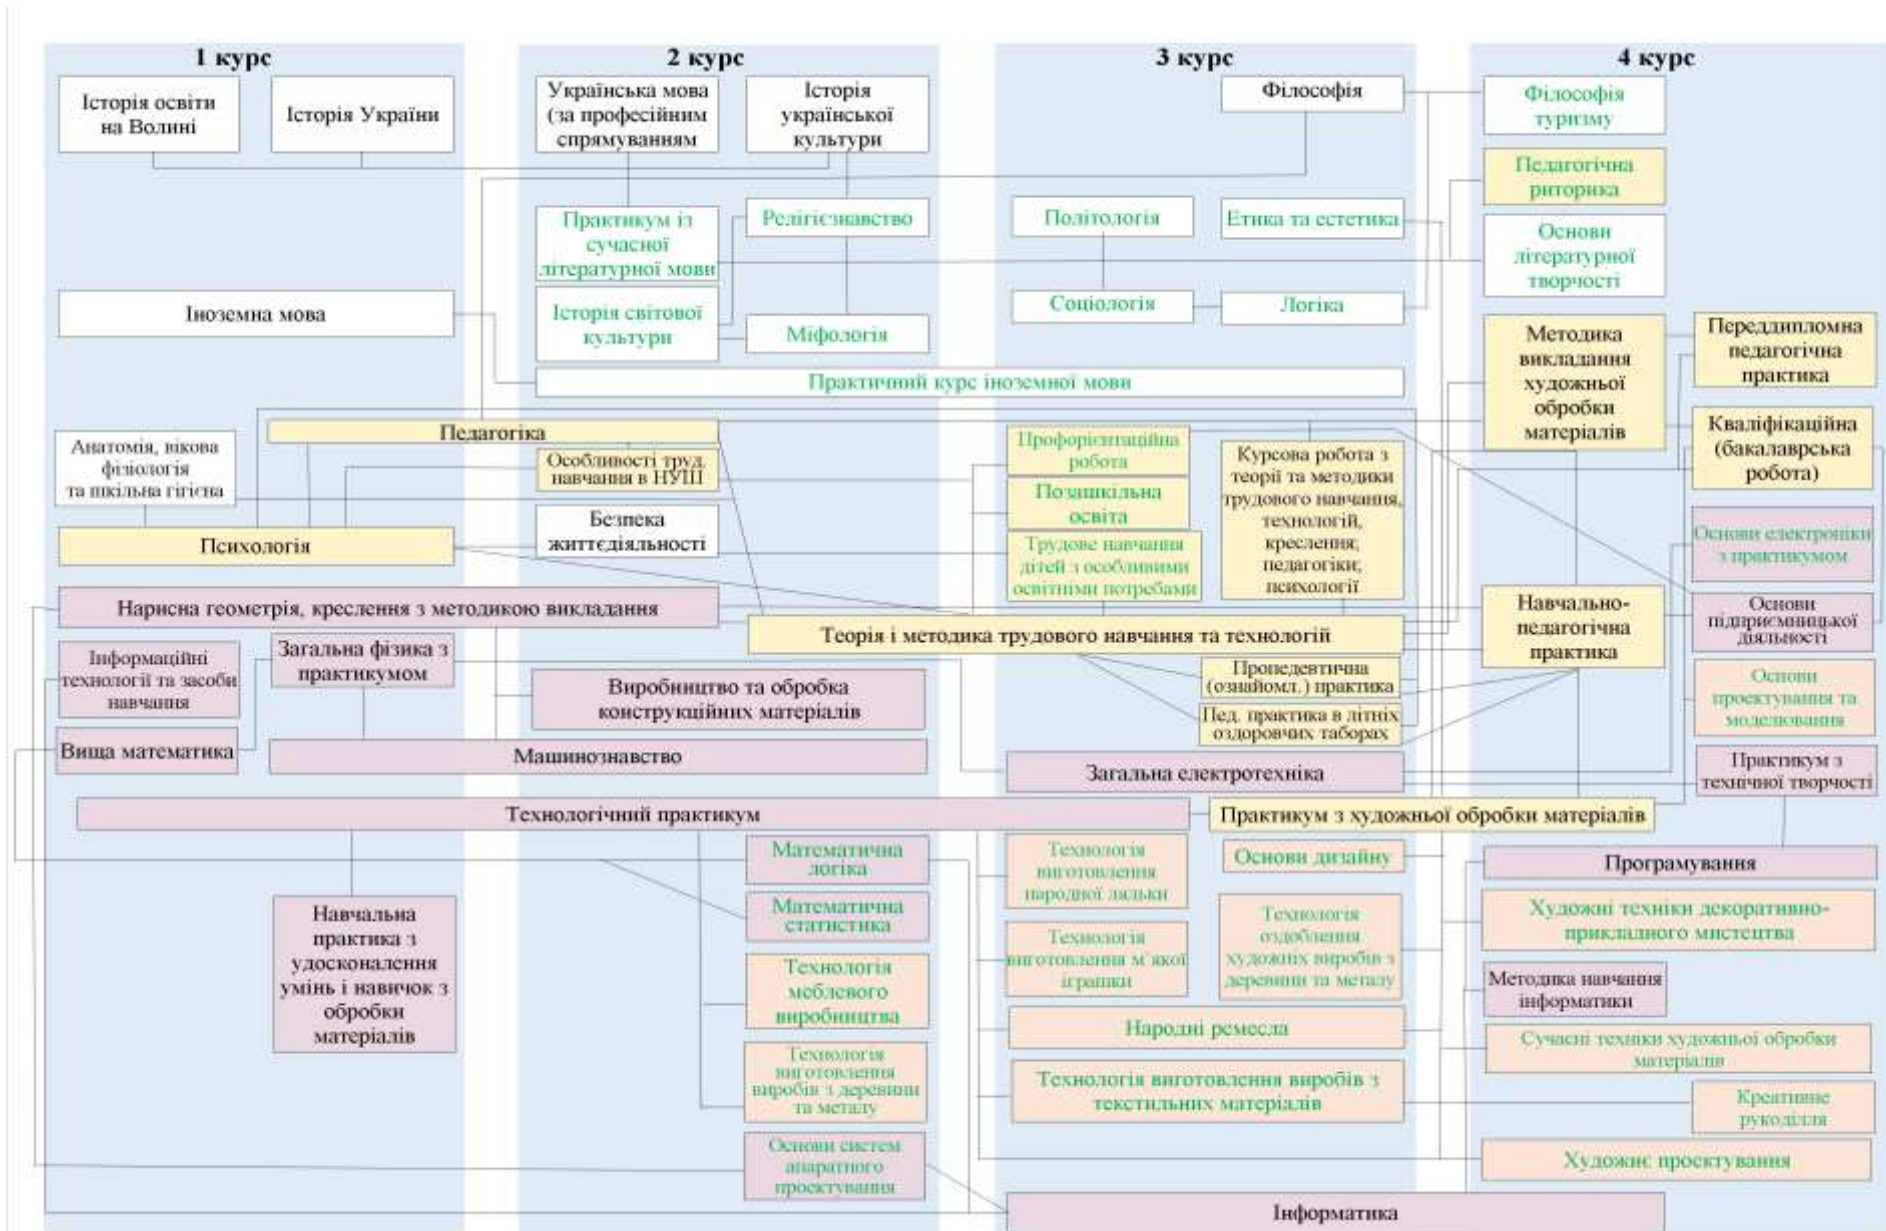 1 курс
Історія освіти
на Волині
Історія України
Іноземна мова
Педагогіка
Анатомія, вікова
фізіологія
та шкільна гігієна
Психологія
Нарисна геометрія, креслення з методикою викладання
Інформаційні
технології та засоби
навчання
Загальна фізика з
практикумом
Вища математика
Машинознавство
Технологічний практикум
Навчальна
практика з
удосконалення
умінь і навичок з
обробки
матеріалів
2 курс
Українська мова
(за професійним
спрямуванням
Історія
української
культури
Практикум із
сучасної
літературної мови
Релігієзнавство
Історія світової
культури
Міфологія
Практичний курс іноземної мови
Особливості труд.
навчання в НУШ
Безпека
життєдіяльності
Виробництво та обробка
конструкційних матеріалів
Математична
логіка
Математична
статистика
Технологія
меблевого
виробництва
Технологія
виготовлення
виробів з деревини
та металу
Основи систем
апаратного
проектування
3 курс
Філософія
Політологія
Етика та естетика
Соціологія
Логіка
Профорієнтаційна
робота
Позашкільна
освіта
Трудове навчання
дітей з особливими
освітніми потребами
Курсова робота з
теорії та методики
трудового навчання,
технологій,
креслення;
педагогіки;
психології
Теорія і методика трудового навчання та технологій
Пропедевтична
(ознайомл.) практика
Пед. практика в літніх
оздоровчих таборах
Загальна електротехніка
Практикум з художньої обробки матеріалів
Технологія
виготовлення
народної ляльки
Основи дизайну
Технологія
виготовлення м'якої
іграшки
Технологія
оздоблення
художніх виробів з
деревини та металу
Народні ремесла
Технологія виготовлення виробів з
текстильних матеріалів
Інформатика
4 курс
Філософія
туризму
Педагогічна
риторика
Основи
літературної
творчості
Методика
викладання
художньої
обробки
матеріалів
Переддипломна
педагогічна
практика
Кваліфікаційна
(бакалаврська
робота)
Основи електроніки
з практикумом
Навчально-
педагогічна
практика
Основи
підприємницької
діяльності
Основи
проектування та
моделювання
Практикум з
технічної творчості
Програмування
Художні техніки декоративно-
прикладного мистецтва
Методика навчання
інформатики
Сучасні техніки художньої обробки
матеріалів
Креативне
рукоділля
Художнє проектування